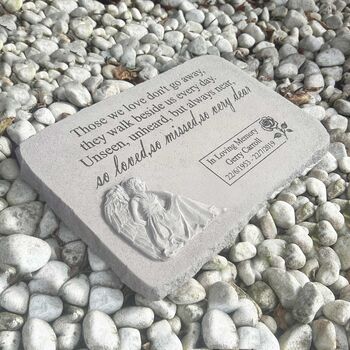 Those we love don't go away,
they walk beside us every day.
Unseen, unheard, but always near,
so loved, so missed, so very dear
In Loving Memory
Gerry Carroll
22/6/1953 - 22/7/2019